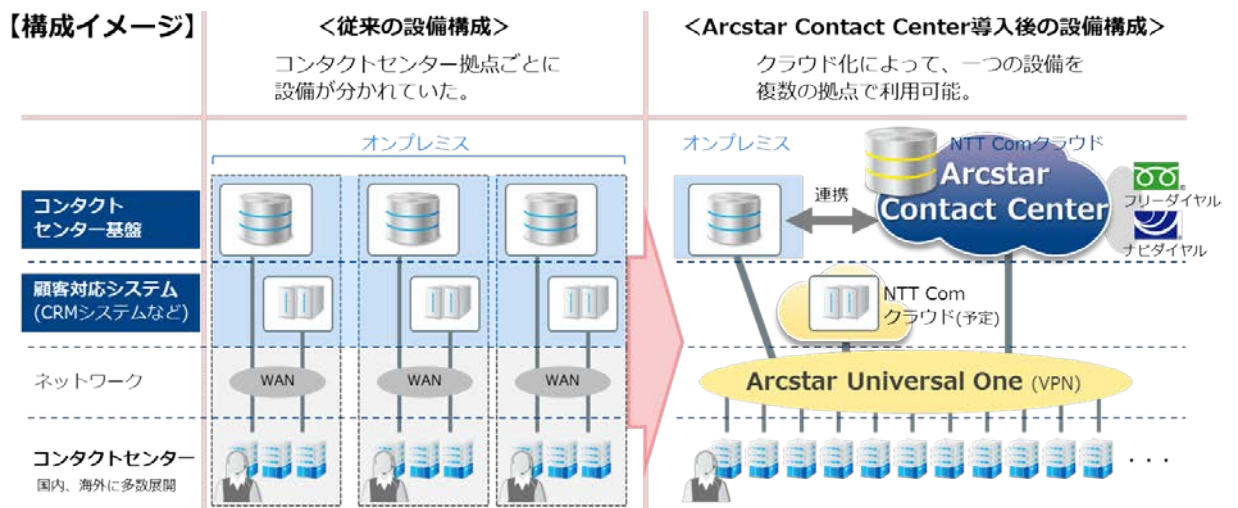 【構成イメージ】
<従来の設備構成>
コンタクトセンター拠点ごとに
設備が分かれていた。
<Arcstar Contact Center導入後の設備構成>
クラウド化によって、一つの設備を
複数の拠点で利用可能。
オンプレミス
オンプレミス
NTT Comクラウド
Arcstar
Contact Center
連携
フリーダイヤル
ナビダイヤル
コンタクト
センター基盤
顧客対応システム
(CRMシステムなど)
NTT Com
クラウド(予定)
ネットワーク
WAN
WAN
WAN
Arcstar Universal One (VPN)
コンタクトセンター
国内、海外に多数展開
・・・